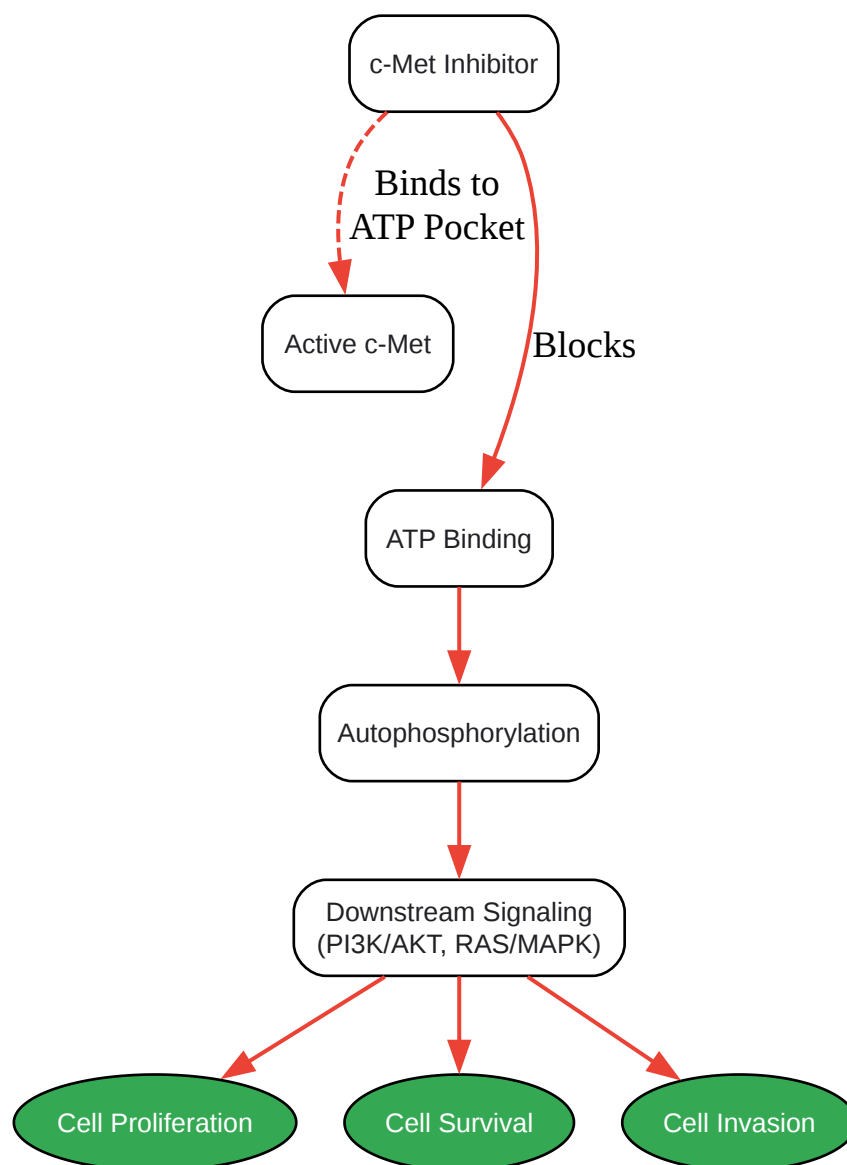 c-Met Inhibitor
Binds to
ATP Pocket
Active c-Met
Blocks
ATP Binding
Autophosphorylation
Downstream Signaling
(PI3K/AKT, RAS/MAPK)
Cell Proliferation
Cell Survival
Cell Invasion